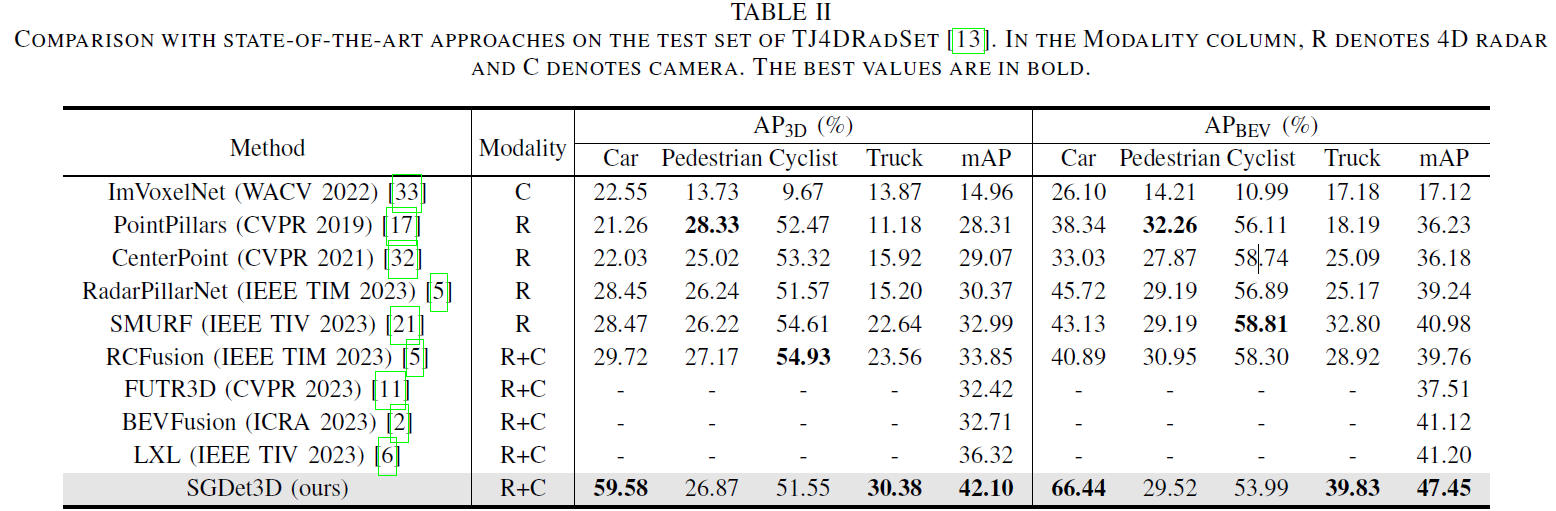 TABLE II
COMPARISON WITH STATE-OF-THE-ART APPROACHES ON THE TEST SET OF TJ4DRADSET [13]. IN THE MODALITY COLUMN, R DENOTES 4D RADAR
AND C DENOTES CAMERA. THE BEST VALUES ARE IN BOLD.
Method Modality AP3D (%) APBEV (%)
Car Pedestrian Cyclist Truck mAP Car Pedestrian Cyclist Truck mAP
ImVoxelNet (WACV 2022) [33] C 22.55 13.73 9.67 13.87 14.96 26.10 14.21 10.99 17.18 17.12
PointPillars (CVPR 2019) [17] R 21.26 28.33 52.47 11.18 28.31 38.34 32.26 56.11 18.19 36.23
CenterPoint (CVPR 2021) [32] R 22.03 25.02 53.32 15.92 29.07 33.03 27.87 58.74 25.09 36.18
RadarPillarNet (IEEE TIM 2023) [5] R 28.45 26.24 51.57 15.20 30.37 45.72 29.19 56.89 25.17 39.24
SMURF (IEEE TIV 2023) [21] R 28.47 26.22 54.61 22.64 32.99 43.13 29.19 58.81 32.80 40.98
RCFusion (IEEE TIM 2023) [5] R+C 29.72 27.17 54.93 23.56 33.85 40.89 30.95 58.30 28.92 39.76
FUTR3D (CVPR 2023) [11] R+C - - - - 32.42 - - - - 37.51
BEVFusion (ICRA 2023) [2] R+C - - - - 32.71 - - - - 41.12
LXL (IEEE TIV 2023) [6] R+C - - - - 36.32 - - - - 41.20
SGDet3D (ours) R+C 59.58 26.87 51.55 30.38 42.10 66.44 29.52 53.99 39.83 47.45